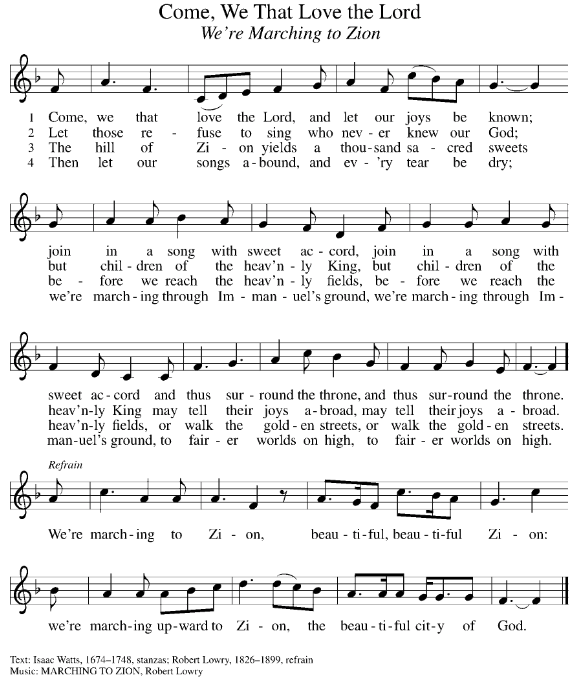 Come, We That Love the Lord
We're Marching to Zion
1 Come, we that love the Lord, and let our joys be known;
2 Let those re - fuse to sing who nev - er knew our God;
3 The hill of Zi - on yields a thou - sand sa - cred sweets
4 Then let our songs a - bound, and ev - 'ry tear be dry;
join in a song with sweet ac - cord, join in a song with
but chil - dren of the heav'n - ly King, but chil - dren of the
be - fore we reach the heav'n - ly fields, be - fore we reach the
we're march - ing through Im - man - uel's ground, we're march - ing through Im -
sweet ac - cord and thus sur - round the throne, and thus sur - round the throne.
heav'n - ly King may tell their joys a - broad, may tell their joys a - broad.
heav'n - ly fields, or walk the gold - en streets, or walk the gold - en streets.
man - uel's ground, to fair - er worlds on high, to fair - er worlds on high.
Refrain
We're march - ing to Zi - on, beau - ti - ful, beau - ti - ful Zi - on:
we're march - ing up - ward to Zi - on, the beau - ti - ful cit - y of God.
Text: Isaac Watts, 1674–1748, stanzas; Robert Lowry, 1826–1899, refrain
Music: MARCHING TO ZION, Robert Lowry